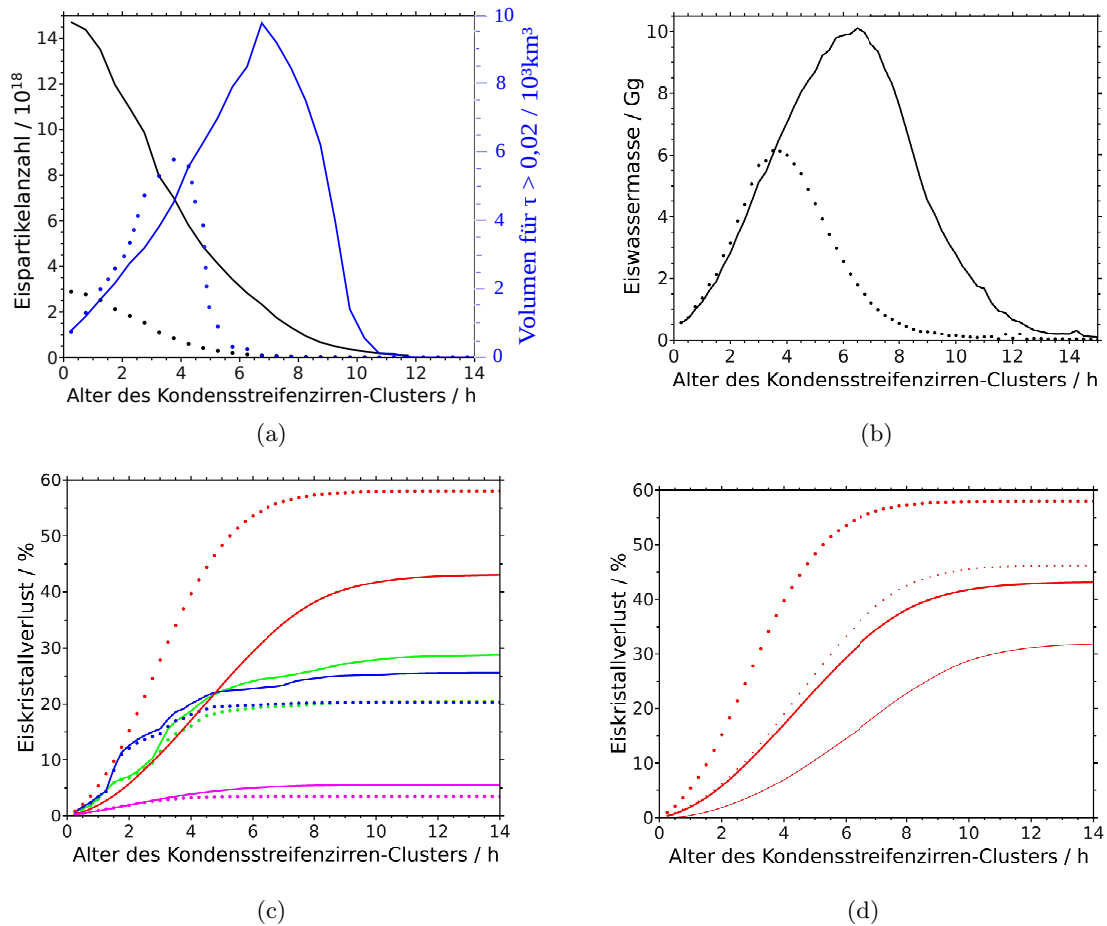 Eispartikelanzahl / 10¹⁸
0
2
4
6
8
10
12
14
Volumen für τ > 0,02 / 10³km³
0
2
4
6
8
10
0 2 4 6 8 10 12 14
Alter des Kondensstreifenzirren-Clusters / h
(a)
Eiswassermasse / Gg
0
2
4
6
8
10
0 2 4 6 8 10 12 14
Alter des Kondensstreifenzirren-Clusters / h
(b)
Eiskristallverlust / %
0
10
20
30
40
50
60
0 2 4 6 8 10 12 14
Alter des Kondensstreifenzirren-Clusters / h
(c)
Eiskristallverlust / %
0
10
20
30
40
50
60
0 2 4 6 8 10 12 14
Alter des Kondensstreifenzirren-Clusters / h
(d)